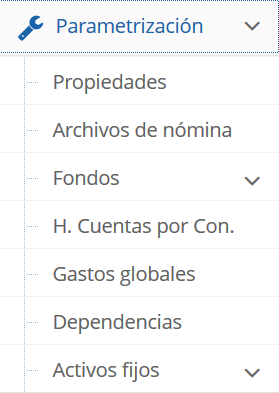 Parametrización
Propiedades
Archivos de nómina
Fondos
H. Cuentas por Con.
Gastos globales
Dependencias
Activos fijos